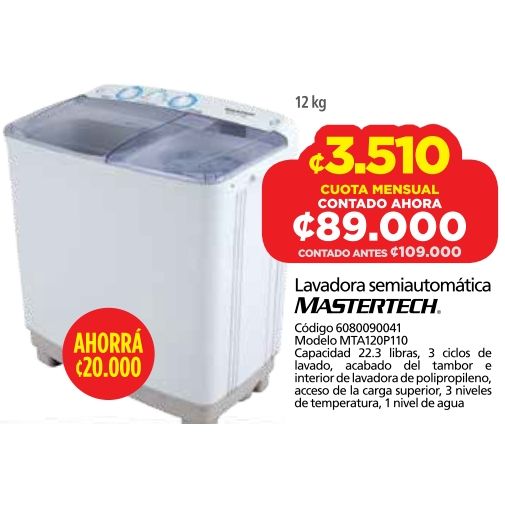 12 kg
¢3.510
CUOTA MENSUAL
CONTADO AHORA
¢89.000
CONTADO ANTES ¢109.000
Lavadora semiautomática
MASTERTECH®
Código 6080090041
Modelo MTA120P110
Capacidad 22.3 libras, 3 ciclos de
lavado, acabado del tambor e
interior de lavadora de polipropileno,
acceso de la carga superior, 3 niveles
de temperatura, 1 nivel de agua
AHORRÁ
¢20.000